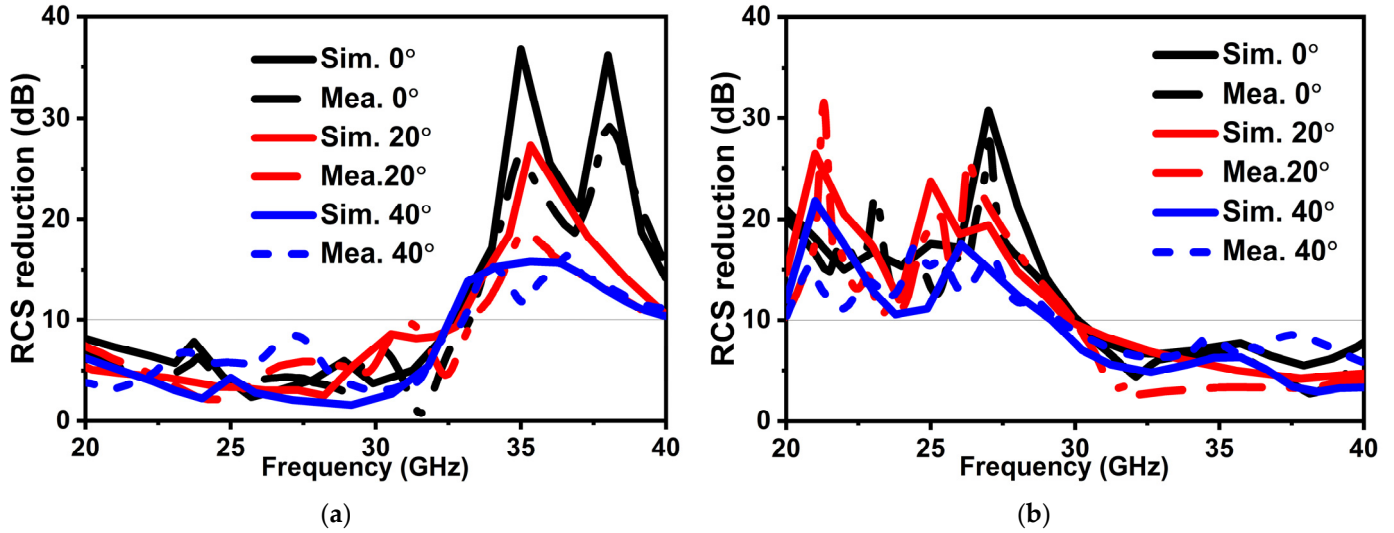 40
30
20
10
0
RCS reduction (dB)
Sim. 0°
Mea. 0°
Sim. 20°
Mea.20°
Sim. 40°
Mea. 40°
20
25
30
35
40
Frequency (GHz)
(a)
40
30
20
10
0
RCS reduction (dB)
Sim. 0°
Mea. 0°
Sim. 20°
Mea.20°
Sim. 40°
Mea. 40°
20
25
30
35
40
Frequency (GHz)
(b)